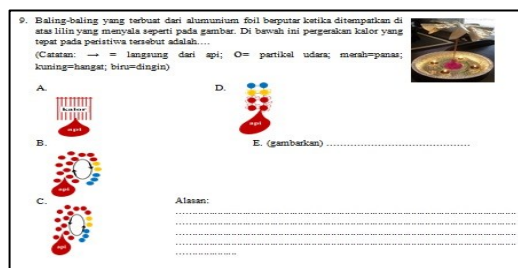 9. Baling-baling yang terbuat dari alumunium foil berputar ketika ditempatkan di
atas lilin yang menyala seperti pada gambar. Di bawah ini pergerakan kalor yang
tepat pada peristiwa tersebut adalah....
(Catatan: → = langsung dari api; O= partikel udara; merah=panas;
kuning=hangat; biru=dingin)
A.
kalor
api
B.
api
C.
api
D.
api
E. (gambarkan) ................................................
Alasan: